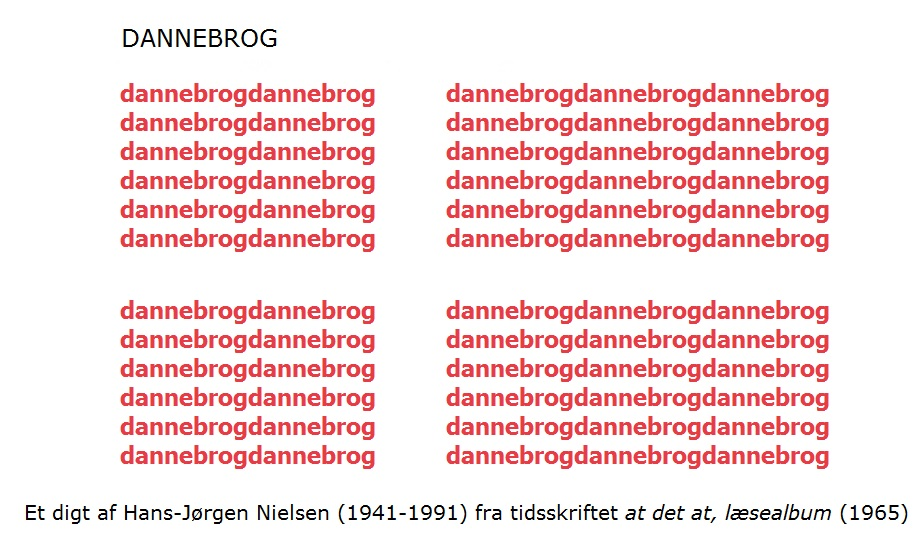 DANNEBROG
dannebrogdannebrog dannebrogdannebrogdannebrog
dannebrogdannebrog dannebrogdannebrogdannebrog
dannebrogdannebrog dannebrogdannebrogdannebrog
dannebrogdannebrog dannebrogdannebrogdannebrog
dannebrogdannebrog dannebrogdannebrogdannebrog
dannebrogdannebrog dannebrogdannebrogdannebrog
dannebrogdannebrog dannebrogdannebrogdannebrog
dannebrogdannebrog dannebrogdannebrogdannebrog
dannebrogdannebrog dannebrogdannebrogdannebrog
dannebrogdannebrog dannebrogdannebrogdannebrog
dannebrogdannebrog dannebrogdannebrogdannebrog
dannebrogdannebrog dannebrogdannebrogdannebrog
Et digt af Hans-Jørgen Nielsen (1941-1991) fra tidsskriftet at det at, læsealbum (1965)